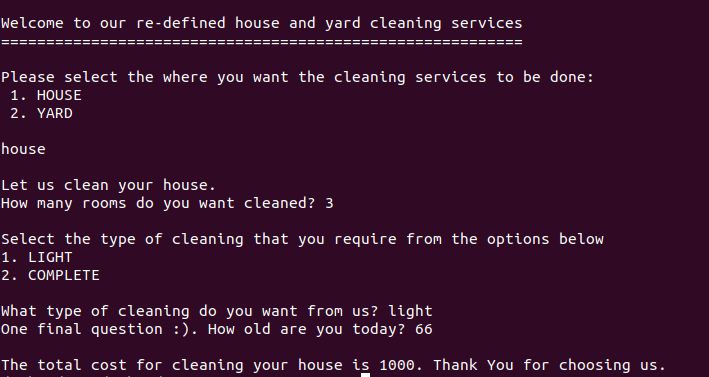 Welcome to our re-defined house and yard cleaning services
==========================================================
Please select the where you want the cleaning services to be done:
1. HOUSE
2. YARD
house
Let us clean your house.
How many rooms do you want cleaned? 3
Select the type of cleaning that you require from the options below
1. LIGHT
2. COMPLETE
What type of cleaning do you want from us? light
One final question :). How old are you today? 66
The total cost for cleaning your house is 1000. Thank You for choosing us.